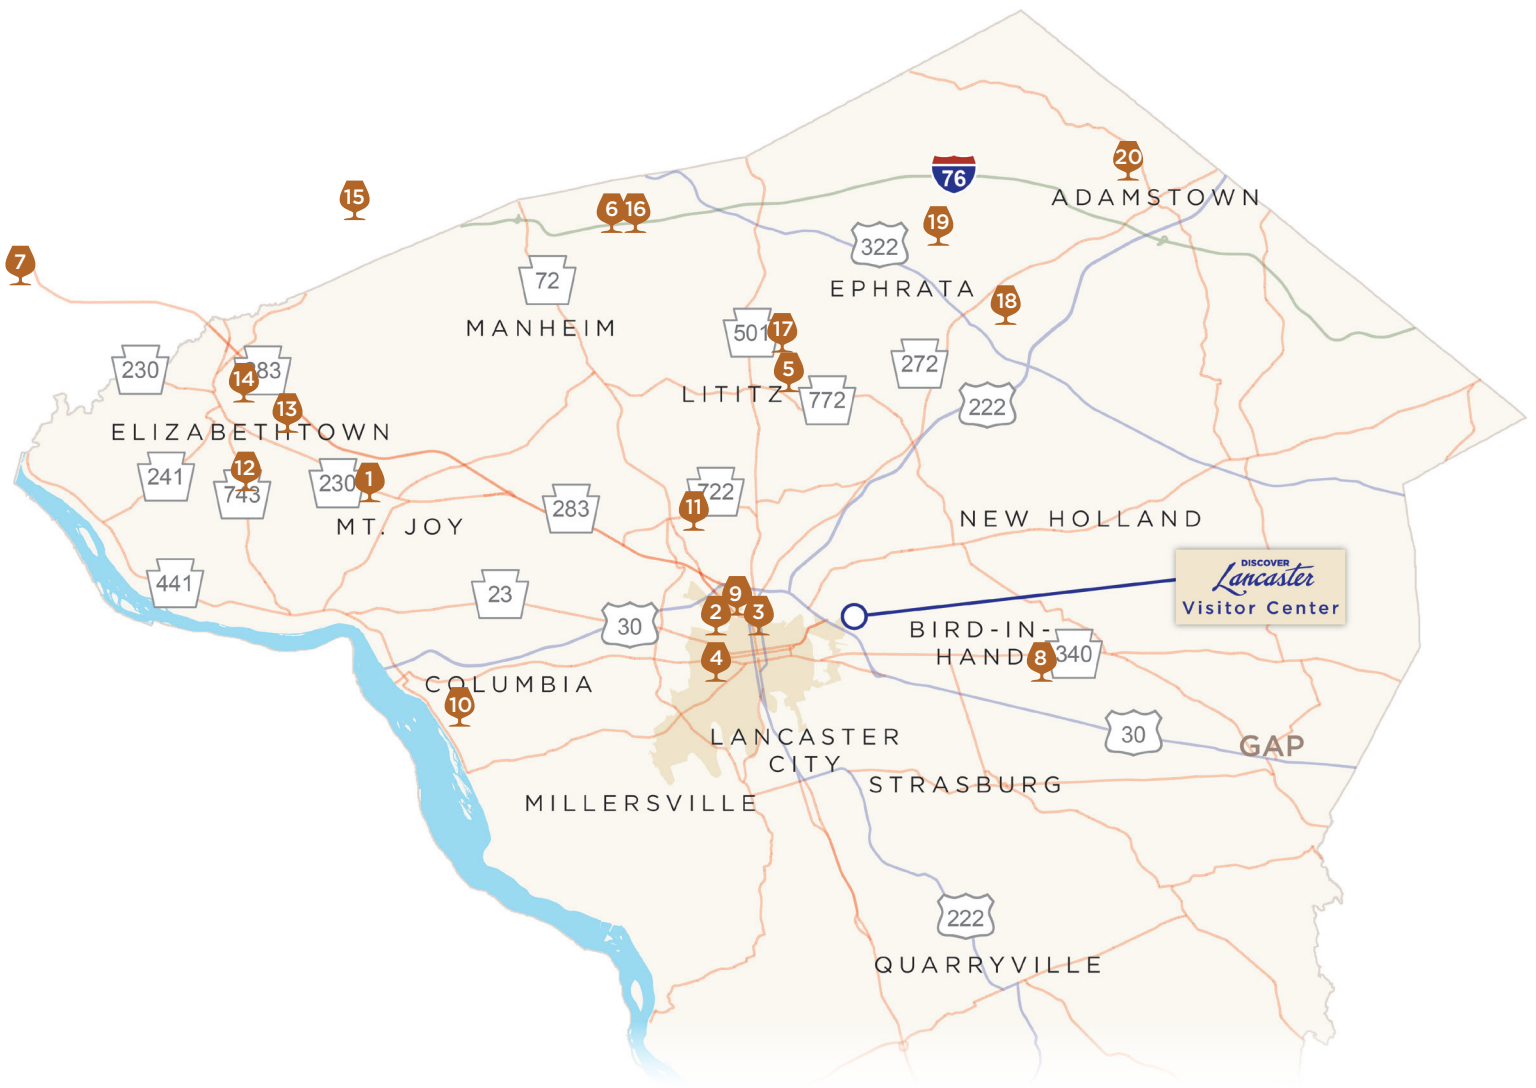 20
76
ADAMSTOWN
15
6
16
19
322
7
72
EPHRATA
18
MANHEIM
501
17
230
283
14
5
272
LITITZ
772
222
13
ELIZABETHTOWN
241
12
743
230
1
722
11
283
MT. JOY
NEW HOLLAND
441
23
DISCOVER
Lancaster
Visitor Center
9
2
3
30
BIRD-IN-
HAND
8
340
4
COLUMBIA
10
30
GAP
LANCASTER
CITY
STRASBURG
MILLERSVILLE
222
QUARRYVILLE